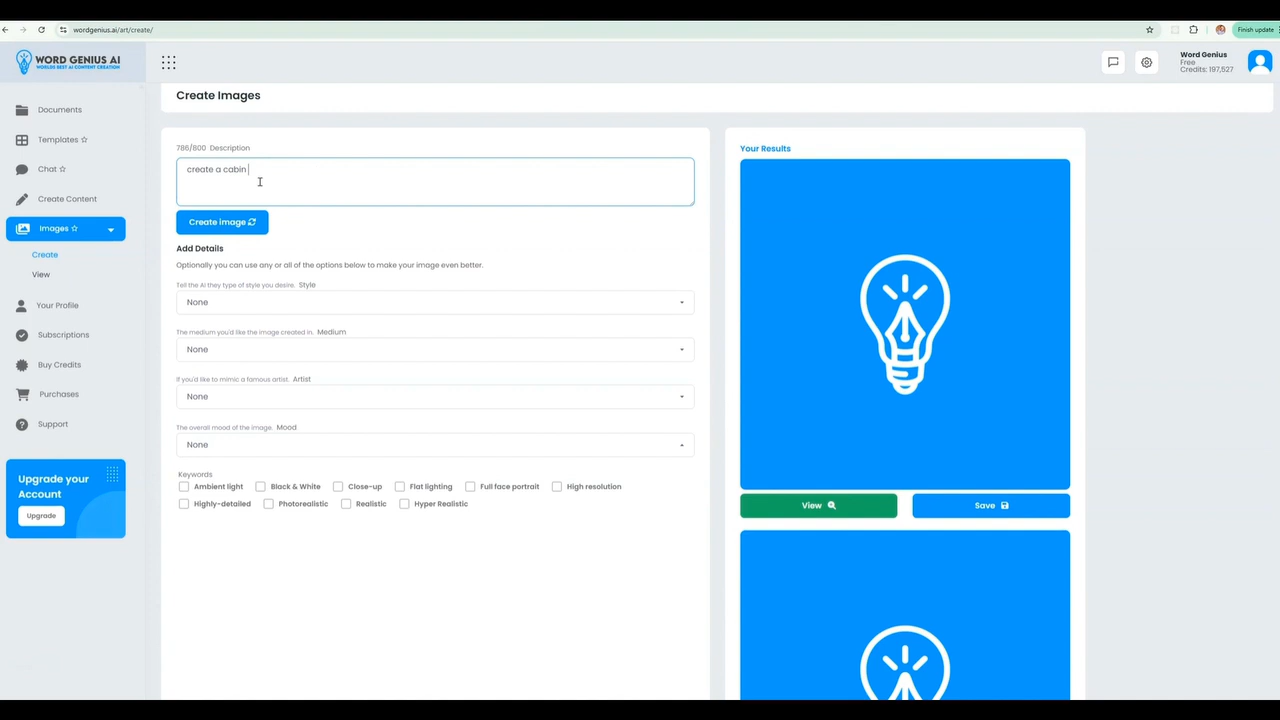 wordgenius.ai/art/create/
Finish update
WORD GENIUS AI
WORLDS BEST AI CONTENT CREATION
Word Genius
Free
Credits: 197,527
Documents
Templates
Chat
Create Content
Images
Create
View
Your Profile
Subscriptions
Buy Credits
Purchases
Support
Upgrade your
Account
Upgrade
Create Images
786/800 Description
create a cabin
Create image
Add Details
Optionally you can use any or all of the options below to make your image even better.
Tell the AI they type of style you desire. Style
None
The medium you'd like the image created in. Medium
None
If you'd like to mimic a famous artist. Artist
None
The overall mood of the image. Mood
None
Keywords
Ambient light Black & White Close-up Flat lighting Full face portrait High resolution
Highly-detailed Photorealistic Realistic Hyper Realistic
Your Results
View Save